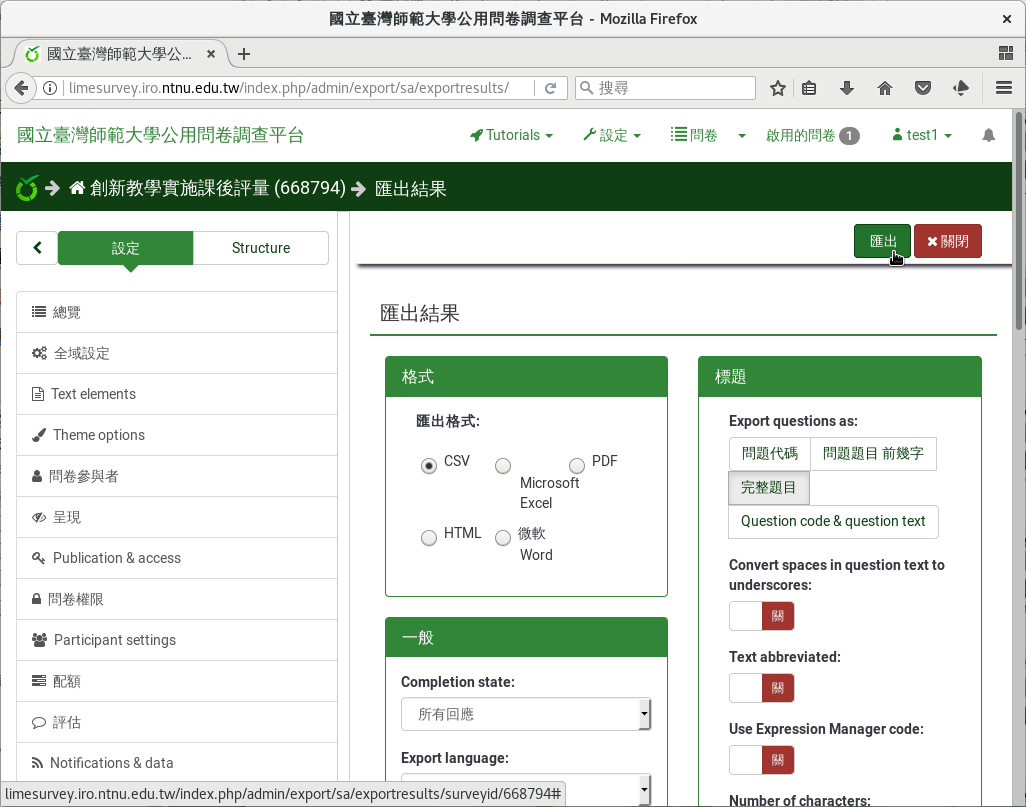 國立臺灣師範大學公用問卷調查平台 - Mozilla Firefox
國立臺灣師範大學公...
limesurvey.iro.ntnu.edu.tw/index.php/admin/export/sa/exportresults/
搜尋
國立臺灣師範大學公用問卷調查平台
Tutorials
設定
問卷
啟用的問卷 1
test1
創新教學實施課後評量 (668794)
匯出結果
設定
Structure
匯出
關閉
總覽
全域設定
Text elements
Theme options
問卷參與者
呈現
Publication & access
問卷權限
Participant settings
配額
評估
Notifications & data
匯出結果
格式
匯出格式:
CSV
Microsoft
Excel
PDF
HTML
微軟
Word
一般
Completion state:
所有回應
Export language:
標題
Export questions as:
問題代碼
問題題目 前幾字
完整題目
Question code & question text
Convert spaces in question text to
underscores:
關
Text abbreviated:
關
Use Expression Manager code:
關
Number of characters:
limesurvey.iro.ntnu.edu.tw/index.php/admin/export/sa/exportresults/surveyid/668794#